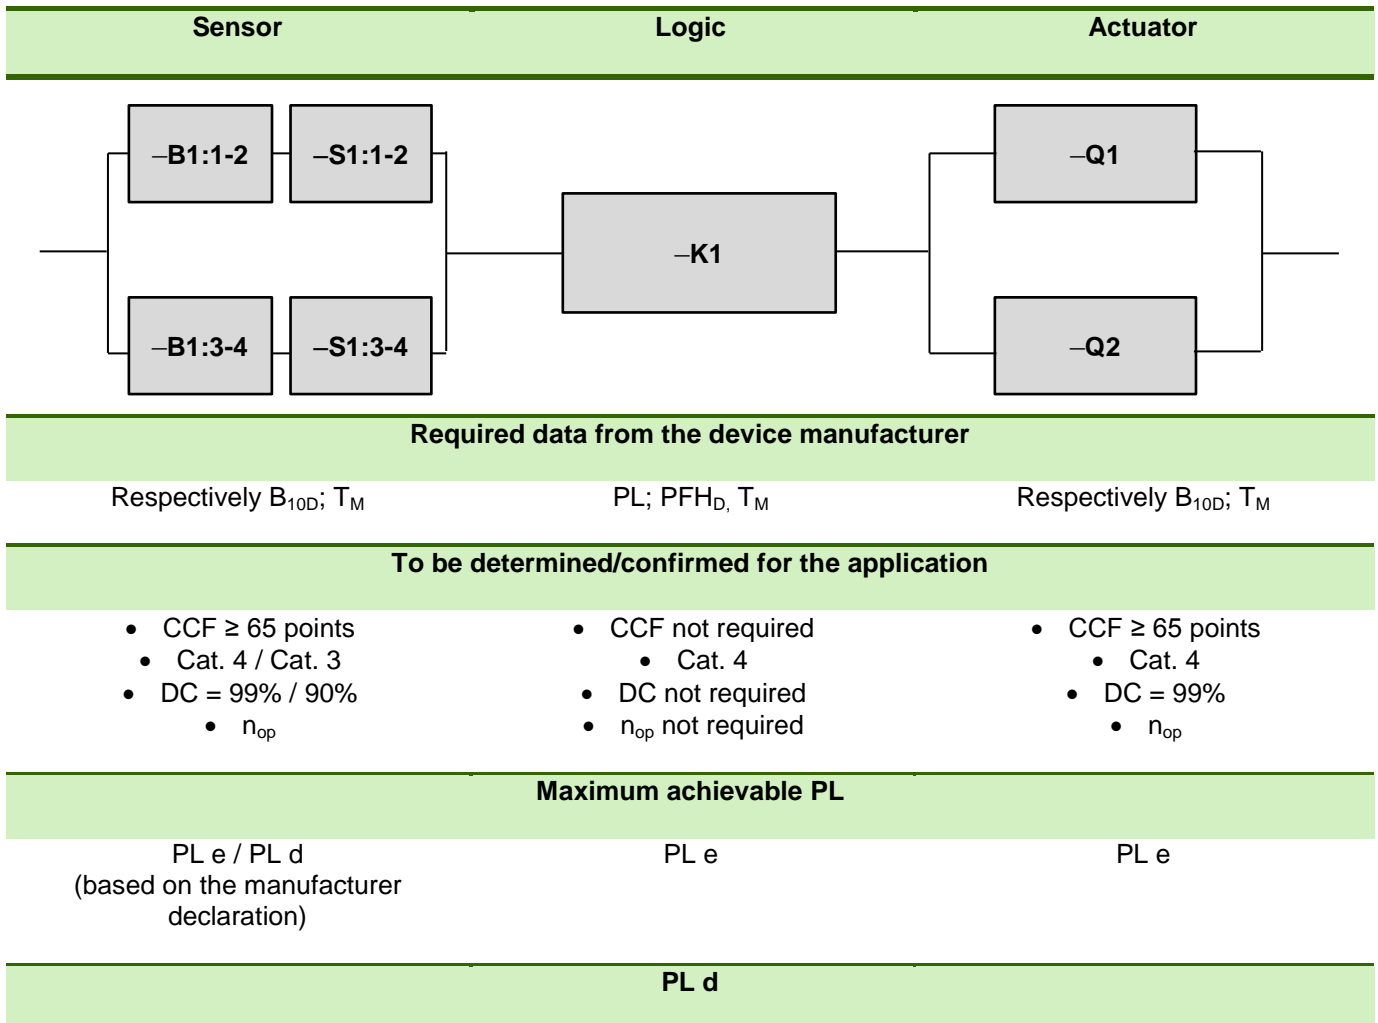 Sensor Logic Actuator
–B1:1-2 –S1:1-2 –Q1
–K1
–B1:3-4 –S1:3-4 –Q2
Required data from the device manufacturer
Respectively B10D; TM PL; PFHD, TM Respectively B10D; TM
To be determined/confirmed for the application
• CCF ≥ 65 points • CCF not required • CCF ≥ 65 points
• Cat. 4 / Cat. 3 • Cat. 4 • Cat. 4
• DC = 99% / 90% • DC not required • DC = 99%
• nop • nop not required • nop
Maximum achievable PL
PL e / PL d PL e PL e
(based on the manufacturer
declaration)
PL d